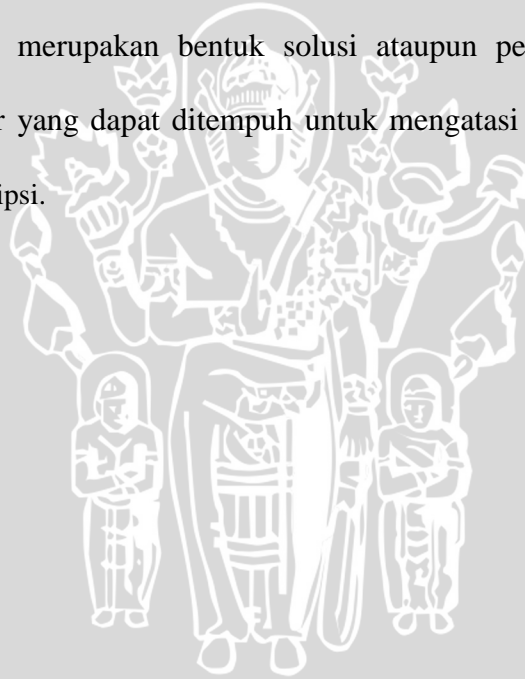 merupakan bentuk solusi ataupun pe
r yang dapat ditempuh untuk mengatasi
ipsi.